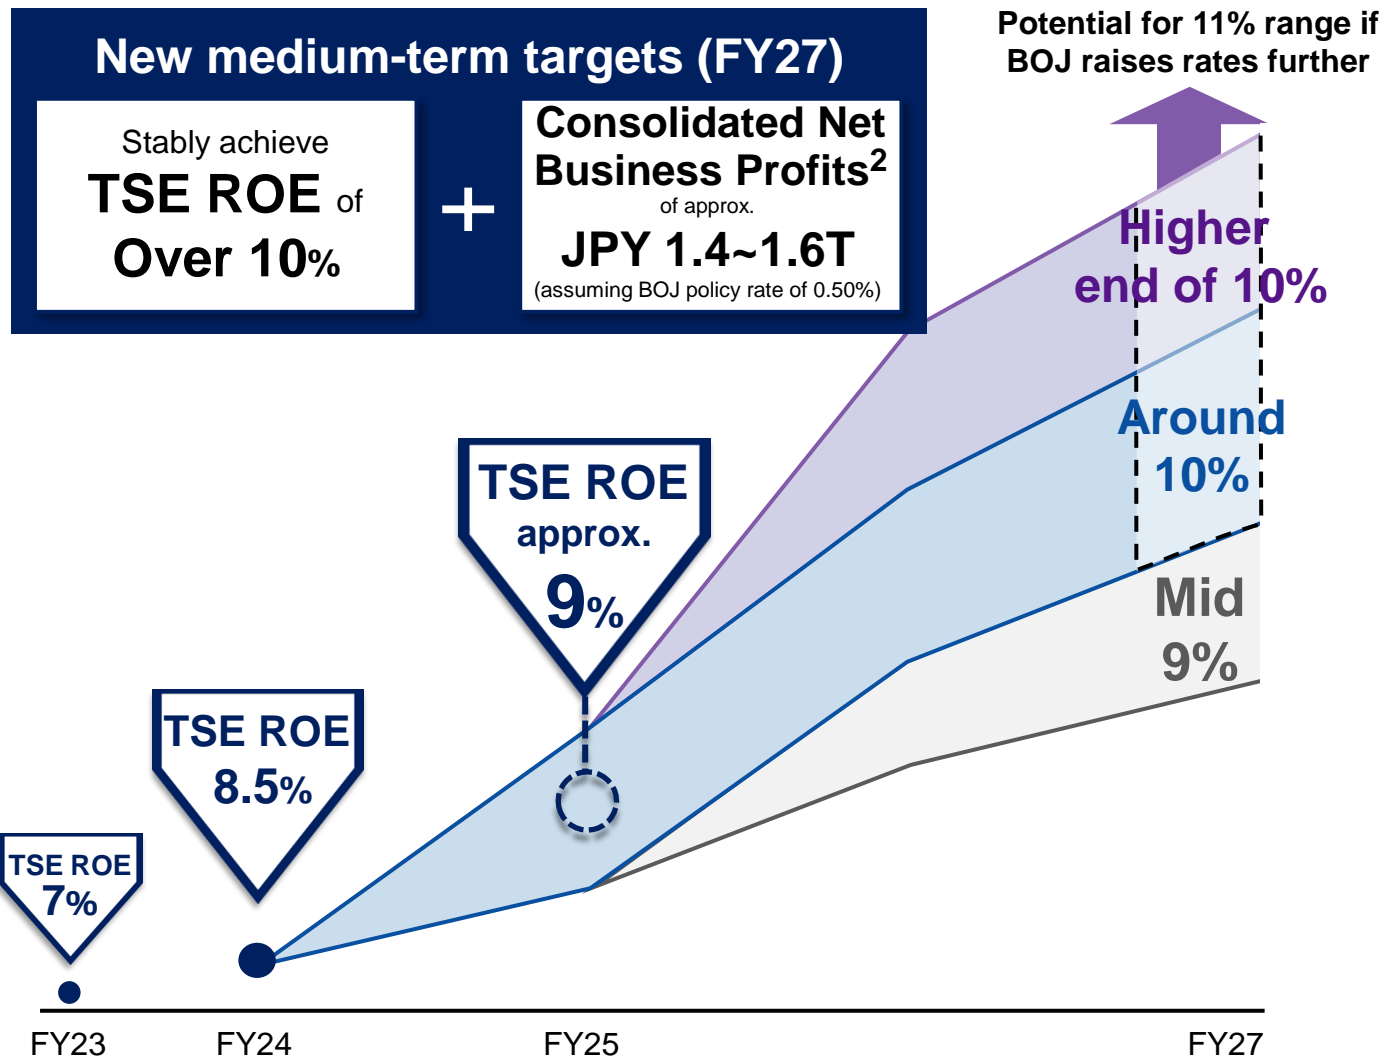 New medium-term targets (FY27)
Stably achieve
TSE ROE of
Over 10%
+
Consolidated Net
Business Profits2
of approx.
JPY 1.4~1.6T
(assuming BOJ policy rate of 0.50%)
Potential for 11% range if
BOJ raises rates further
Higher
end of 10%
Around
10%
Mid
9%
TSE ROE
approx.
9%
TSE ROE
8.5%
TSE ROE
7%
FY23
FY24
FY25
FY27